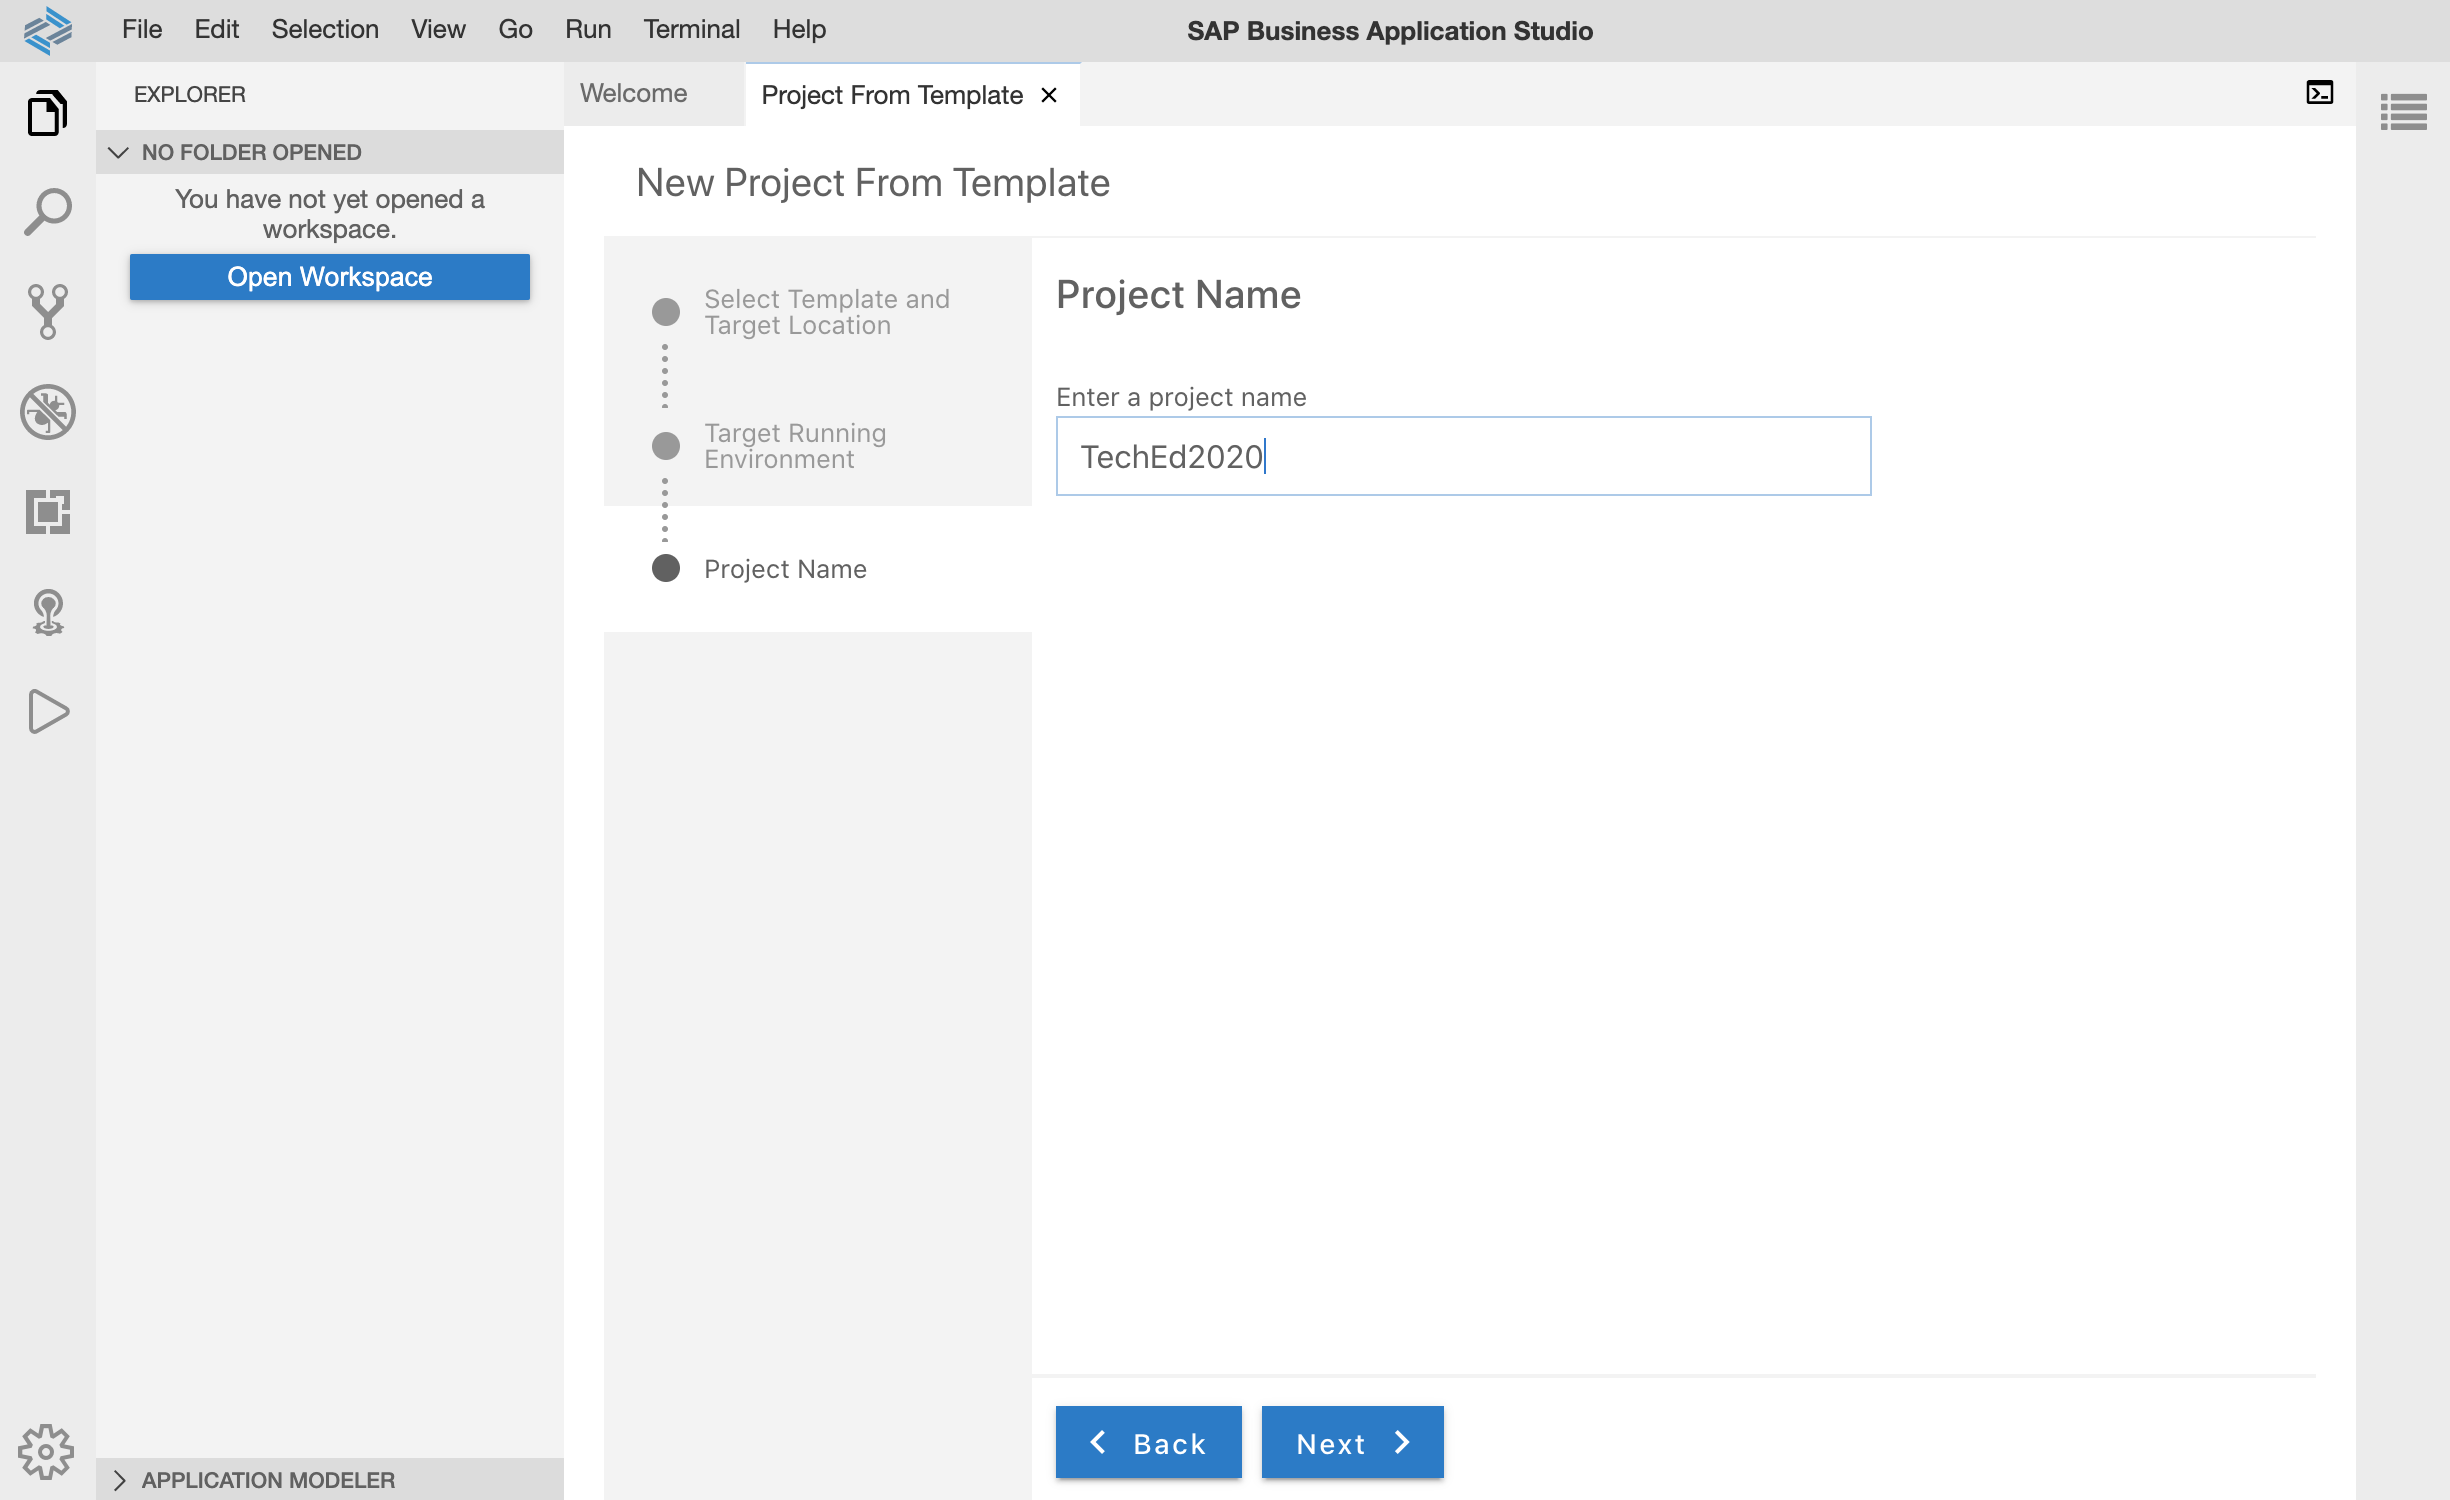 File Edit Selection View Go Run Terminal Help
SAP Business Application Studio
EXPLORER
NO FOLDER OPENED
You have not yet opened a
workspace.
Open Workspace
APPLICATION MODELER
Welcome
Project From Template
New Project From Template
Select Template and
Target Location
Target Running
Environment
Project Name
Project Name
Enter a project name
TechEd2020
Back
Next